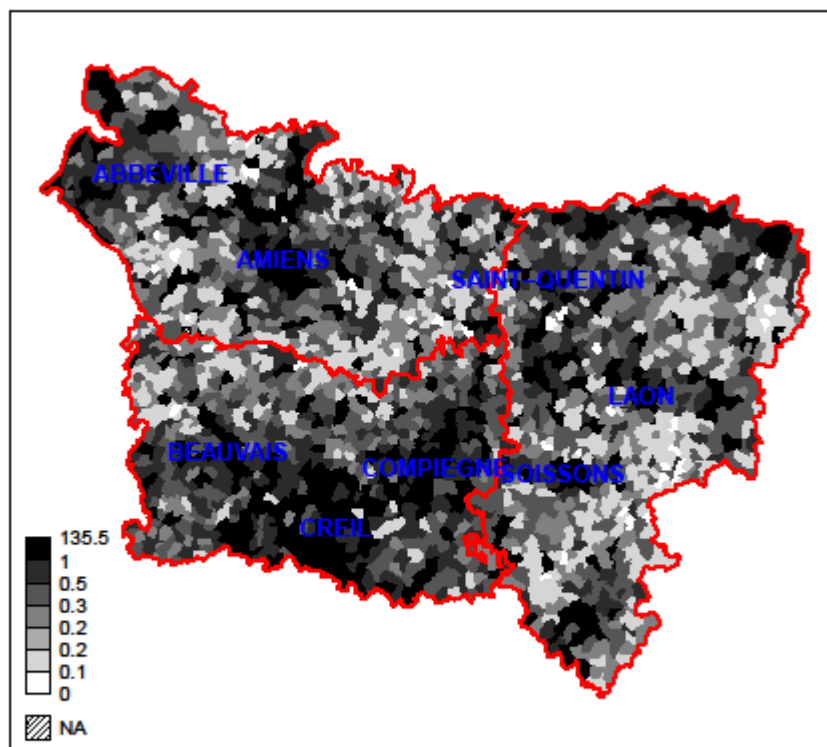 ABBEVILLE
AMIENS
SAINT-QUENTIN
LAON
BEAUVAIS
COMPIEGNE
SOISSONS
CREIL
135.5
1
0.5
0.3
0.2
0.2
0.1
0
NA